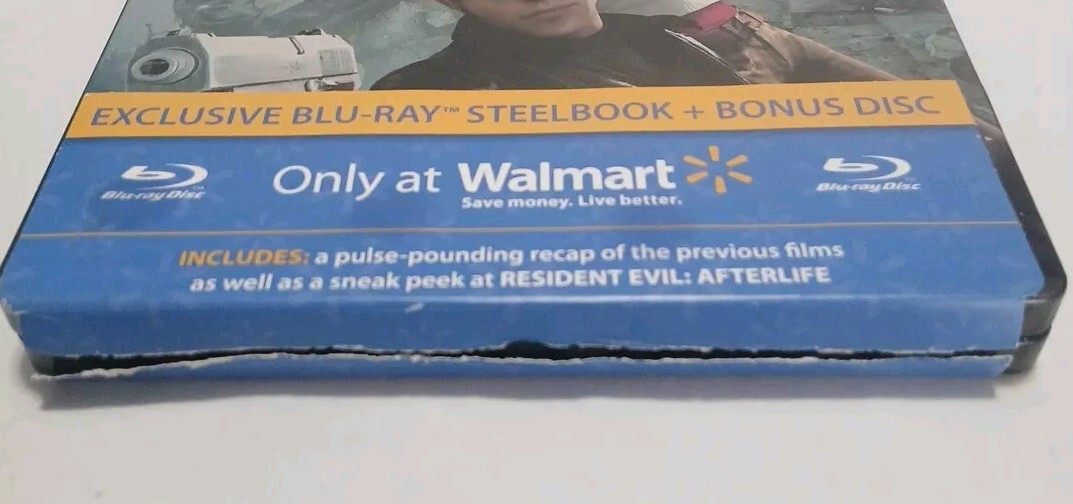 EXCLUSIVE BLU-RAY™ STEELBOOK + BONUS DISC
Blu-ray Disc™
Only at Walmart
Save money. Live better.
Blu-ray Disc
INCLUDES: a pulse-pounding recap of the previous films
as well as a sneak peek at RESIDENT EVIL: AFTERLIFE